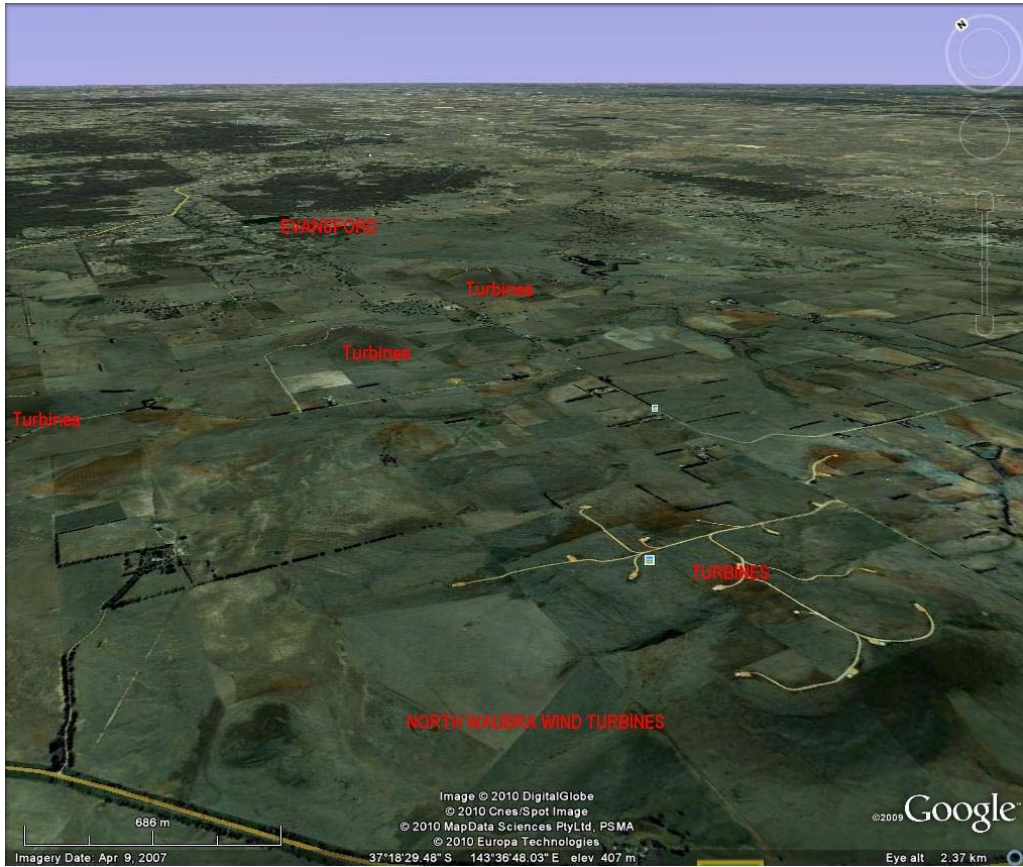 N
EVANSFORD
Turbines
Turbines
Turbines
TURBINES
NORTH WAUBRA WIND TURBINES
Image © 2010 DigitalGlobe
© 2010 Cnes/Spot Image
© 2010 MapData Sciences PtyLtd, PSMA
© 2010 Europa Technologies
©2009 Google™
686 m
Imagery Date: Apr 9, 2007 37°18'29.48" S 143°36'48.03" E elev 407 m Eye alt 2.37 km